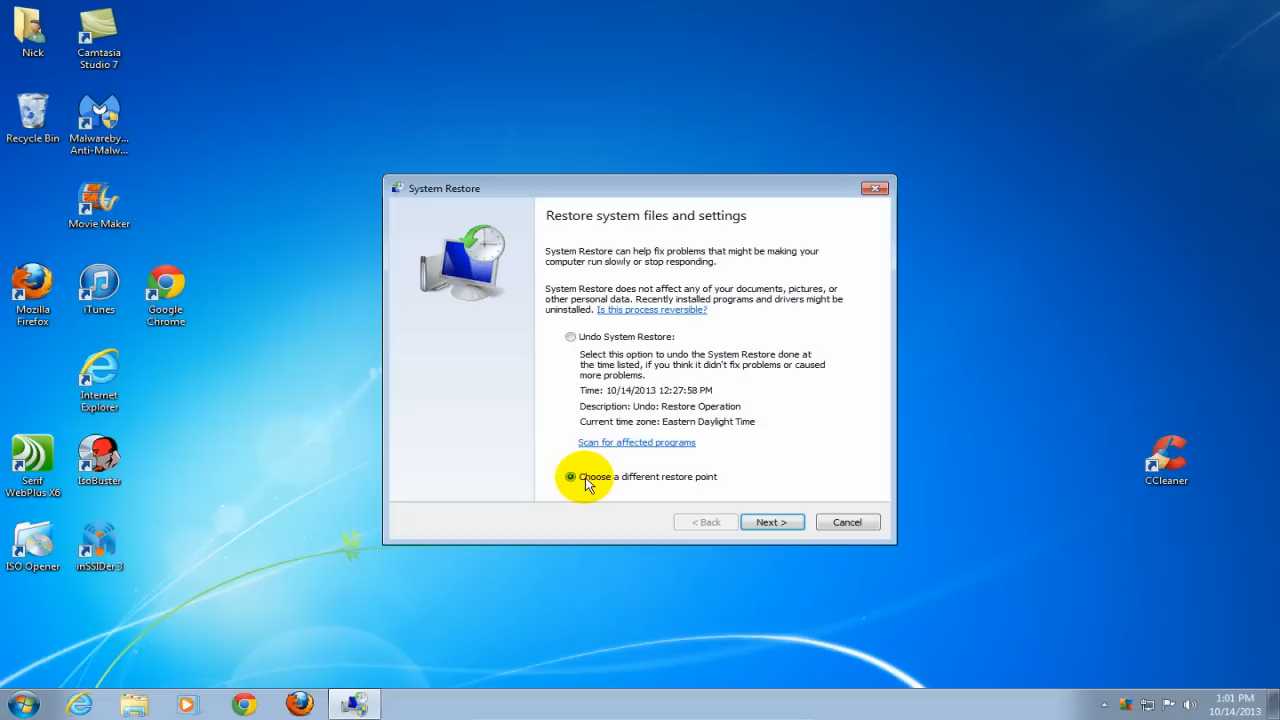 Nick
Camtasia
Studio 7
Recycle Bin
Malwareby...
Anti-Malw...
Movie Maker
Mozilla
Firefox
iTunes
Google
Chrome
Internet
Explorer
Serif
WebPlus X6
IsoBuster
ISO Opener
inSSIDer 3
System Restore
Restore system files and settings
System Restore can help fix problems that might be making your
computer run slowly or stop responding.
System Restore does not affect any of your documents, pictures, or
other personal data. Recently installed programs and drivers might be
uninstalled. Is this process reversible?
Undo System Restore:
Select this option to undo the System Restore done at
the time listed, if you think it didn't fix problems or caused
more problems.
Time: 10/14/2013 12:27:58 PM
Description: Undo: Restore Operation
Current time zone: Eastern Daylight Time
Scan for affected programs
Choose a different restore point
< Back
Next >
Cancel
CCleaner
1:01 PM
10/14/2013